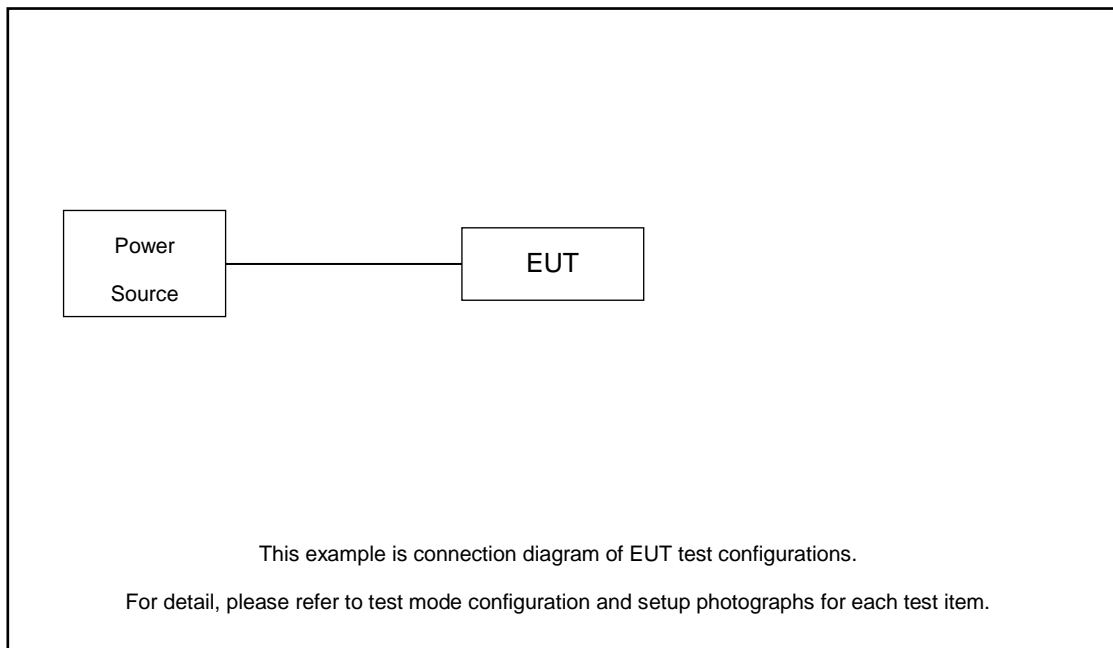 Power
Source
EUT
This example is connection diagram of EUT test configurations.
For detail, please refer to test mode configuration and setup photographs for each test item.